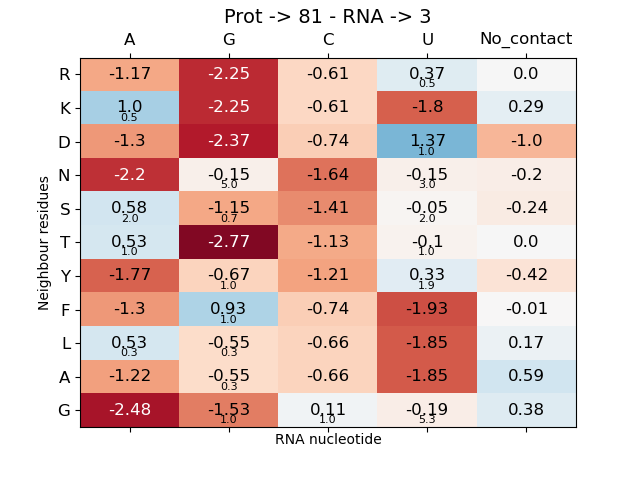 Prot -> 81 - RNA -> 3
A G C U No_contact
R -1.17 -2.25 -0.61 0.37 0.0
0.5
K 1.0 -2.25 -0.61 -1.8 0.29
0.5
D -1.3 -2.37 -0.74 1.37 -1.0
1.0
N -2.2 -0.15 -1.64 -0.15 -0.2
5.0 3.0
S 0.58 -1.15 -1.41 -0.05 -0.24
2.0 0.7 2.0
T 0.53 -2.77 -1.13 -0.1 0.0
1.0 1.0
Y -1.77 -0.67 -1.21 0.33 -0.42
1.0 1.9
F -1.3 0.93 -0.74 -1.93 -0.01
1.0
L 0.53 -0.55 -0.66 -1.85 0.17
0.3 0.3
A -1.22 -0.55 -0.66 -1.85 0.59
0.3
G -2.48 -1.53 0.11 -0.19 0.38
1.0 1.0 5.3
Neighbour residues
RNA nucleotide